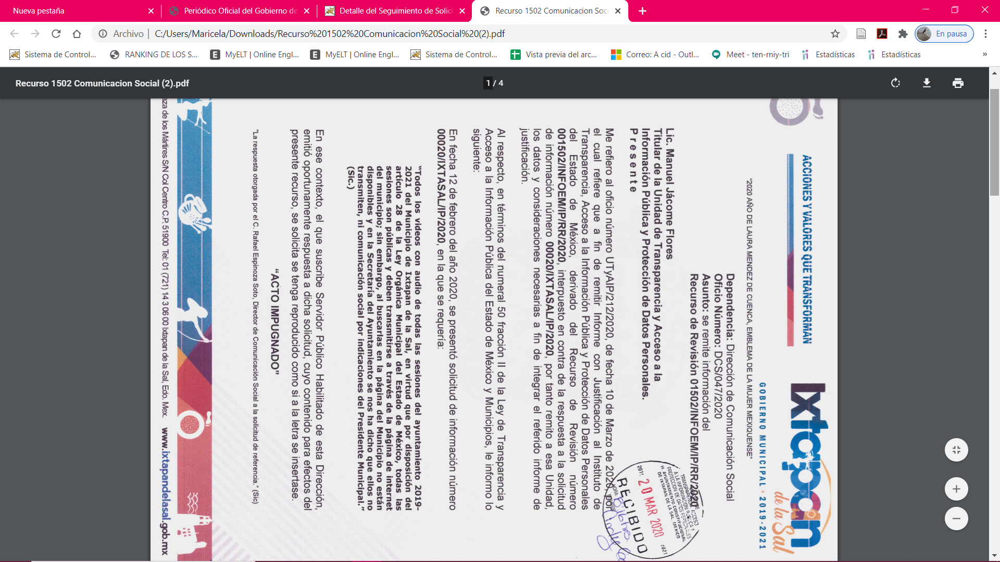 Nueva pestaña
Periódico Oficial del Gobierno de
Detalle del Seguimiento de Solici
Recurso 1502 Comunicacion Soci
Archivo
C:/Users/Maricela/Downloads/Recurso%201502%20Comunicacion%20Social%20(2).pdf
En pausa
Sistema de Control...
RANKING DE LOS S...
MyELT | Online Engl...
MyELT | Online Engl...
Sistema de Control...
Vista previa del arc...
Correo: A cid - Outl...
Meet - ten-rniy-tri
Estadísticas
Estadísticas
»
Recurso 1502 Comunicacion Social (2).pdf
1 / 4
ACCIONES Y VALORES QUE TRANSFORMAN
Ixtapan
de la Sal
GOBIERNO MUNICIPAL • 2019-2021
"2020 AÑO DE LAURA MENDEZ DE CUENCA, EMBLEMA DE LA MUJER MEXIQUENSE"
Dependencia: Dirección de Comunicación Social
Oficio Número: DCS/047/2020
Asunto: se remite información del
Recurso de Revisión 01502/INFOEM/IP/RR/2020
Lic. Manuel Jácome Flores
Titular de la Unidad de Transparencia y Acceso a la
Información Pública y Protección de Datos Personales.
P r e s e n t e
Me refiero al oficio número UTyAIP/212/2020, de fecha 10 de Marzo de 2020, por
el cual refiere que a fin de remitir Informe con Justificación al Instituto de
Transparencia, Acceso a la Información Pública y Protección de Datos Personales
del Estado de México, derivado del Recurso de Revisión número
001502/INFOEM/IP/RR/2020, interpuesto en contra de la respuesta a la solicitud
de información número 00020/IXTASAL/IP/2020, por tanto remito a esa Unidad,
los datos y consideraciones necesarias a fin de integrar el referido informe de
justificación.
Al respecto, en términos del numeral 50 fracción II de la Ley de Transparencia y
Acceso a la Información Pública del Estado de México y Municipios, le informo lo
siguiente:
En fecha 12 de febrero del año 2020, se presentó solicitud de información número
00020/IXTASAL/IP/2020, en la que se requería:
"Todos los videos con audio de todas las sesiones del ayuntamiento 2019-
2021 del Municipio de Ixtapan de la Sal, en virtud que por disposición del
artículo 28 de la Ley Orgánica Municipal del Estado de México, todas las
sesiones son públicas y deben transmitirse a través de la página de internet
del municipio; sin embargo, al buscarlas en la página del Municipio no están
disponibles y en la Secretaría del Ayuntamiento se nos ha dicho que ellos no
transmiten, ni comunicación social por indicaciones del Presidente Municipal."
(Sic.)
En ese contexto, el que suscribe Servidor Público Habilitado de esta Dirección,
emitió oportunamente respuesta a dicha solicitud, cuyo contenido para efectos del
presente recurso, se solicita se tenga reproducido como si a la letra se insertase.
"ACTO IMPUGNADO"
"La respuesta otorgada por el C. Rafael Espinoza Soto, Director de Comunicación Social a la solicitud de referencia." (Sic)
aza de los Mártires S/N Col Centro C.P. 51900 Tel: 01 (721) 14 3 06 00 Ixtapan de la Sal, Edo. Mex.
www.ixtapandelasal.gob.mx
A LA INFORMACIÓN PÚBLICA Y
PROTECCIÓN DE DATOS PERSONALES
H. AYUNTAMIENTO CONSTITUCIONAL
DE IXTAPAN DE LA SAL, MÉXICO
2019
2021
20 MAR 2020
RECIBIDO
HORA: